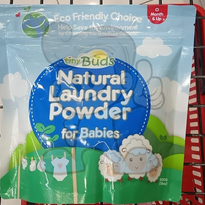 Eco Friendly Choice
0
Month & Up
tiny Buds
Natural
Laundry
Powder
for Babies